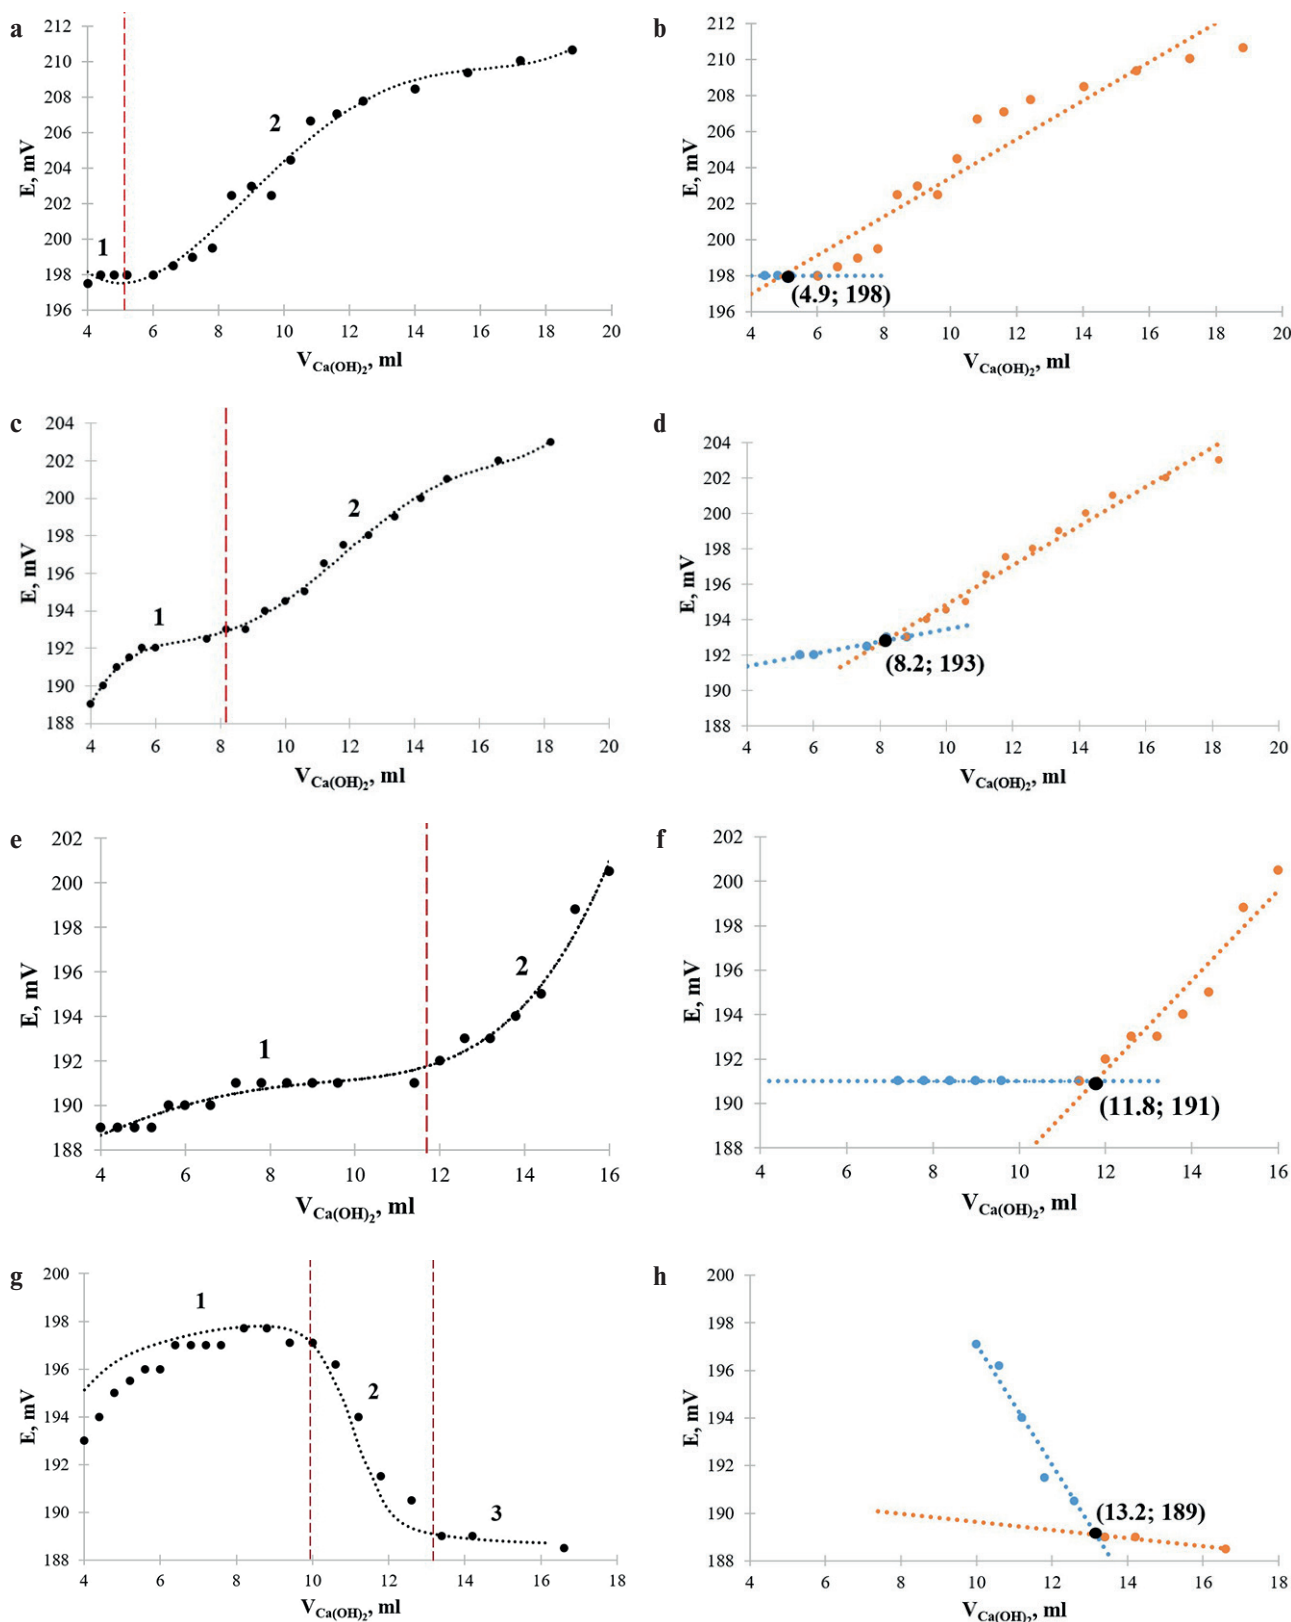 a
212
210
208
206
204
202
200
198
196
E, mV
1
2
4 6 8 10 12 14 16 18 20
V Ca(OH)₂, ml
b
212
210
208
206
204
202
200
198
196
E, mV
(4.9; 198)
4 6 8 10 12 14 16 18 20
V Ca(OH)₂, ml
c
204
202
200
198
196
194
192
190
188
E, mV
1
2
4 6 8 10 12 14 16 18 20
V Ca(OH)₂, ml
d
204
202
200
198
196
194
192
190
188
E, mV
(8.2; 193)
4 6 8 10 12 14 16 18 20
V Ca(OH)₂, ml
e
202
200
198
196
194
192
190
188
E, mV
1
2
4 6 8 10 12 14 16
V Ca(OH)₂, ml
f
202
200
198
196
194
192
190
188
E, mV
(11.8; 191)
4 6 8 10 12 14 16
V Ca(OH)₂, ml
g
200
198
196
194
192
190
188
E, mV
1
2
3
4 6 8 10 12 14 16 18
V Ca(OH)₂, ml
h
200
198
196
194
192
190
188
E, mV
(13.2; 189)
4 6 8 10 12 14 16 18
V Ca(OH)₂, ml